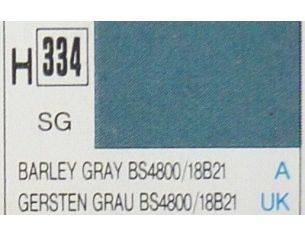 H 334
SG
BARLEY GRAY BS4800/18B21 A
GERSTEN GRAU BS4800/18B21 UK